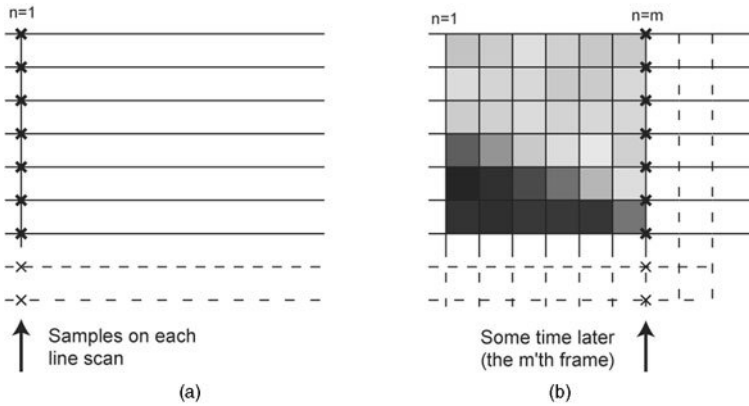 n=1
Samples on each
line scan
(a)
n=1
n=m
Some time later
(the m'th frame)
(b)